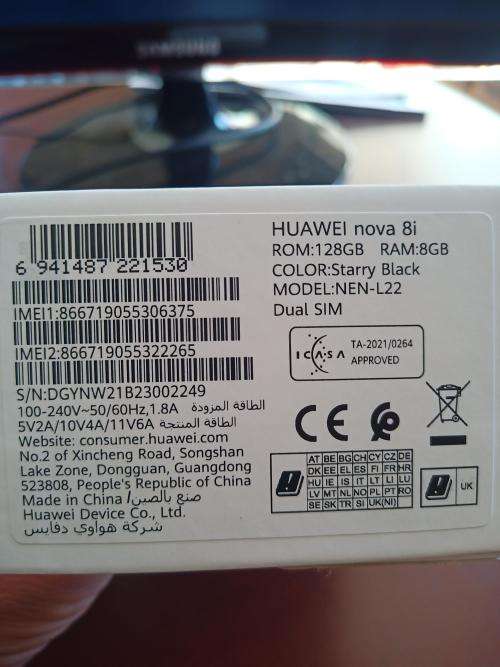 SAMSUNG
6 941487 221530
IMEI1:866719055306375
IMEI2:866719055322265
S/N:DGYNW21B23002249
100-240V~50/60Hz,1.8A الطاقة المزودة
5V2A/10V4A/11V6A الطاقة المنتجة
Website: consumer.huawei.com
No.2 of Xincheng Road, Songshan
Lake Zone, Dongguan, Guangdong
523808, People's Republic of China
Made in China /صنع بالصين
Huawei Device Co., Ltd.
شركة هواوي دفايس
HUAWEI nova 8i
ROM:128GB RAM:8GB
COLOR:Starry Black
MODEL:NEN-L22
Dual SIM
ICASA
TA-2021/0264
APPROVED
CE
AT BE BG CH CY CZ DE
DK EE EL ES FI FR HR
HU IE IS IT LI LT LU
LV MT NL NO PL PT RO
SE SK TR SI UK(NI)
UK